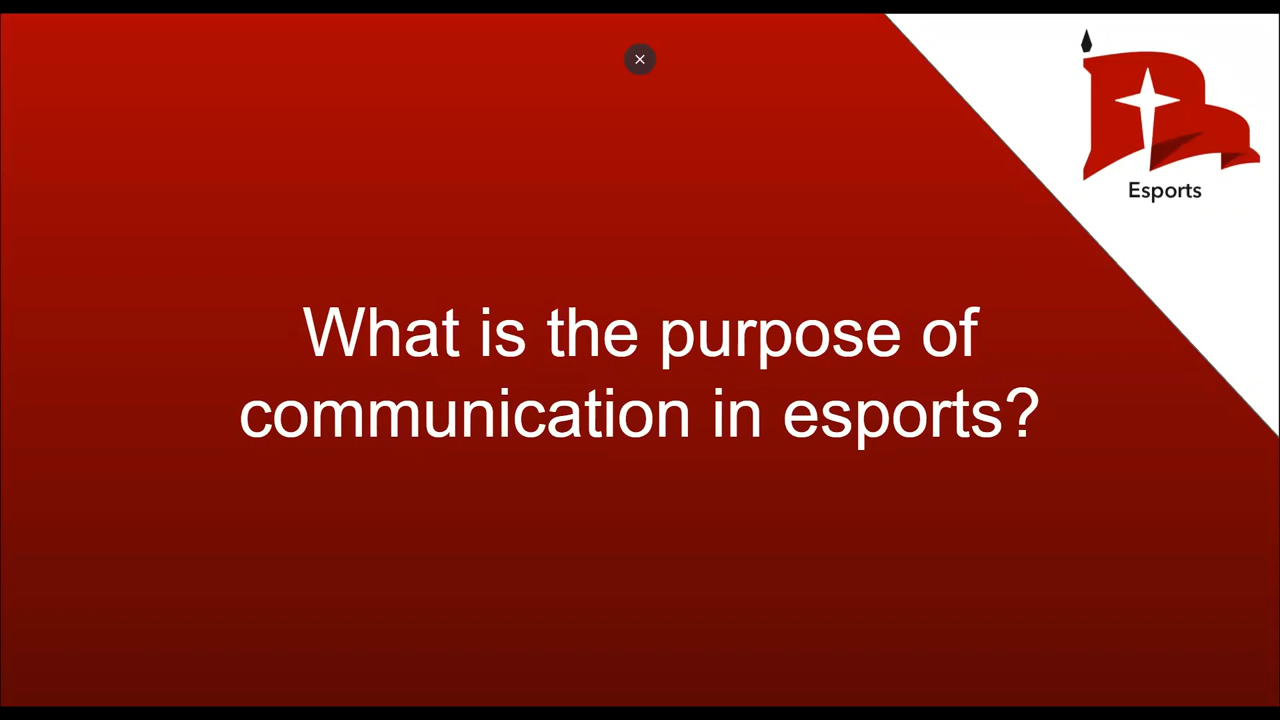 Esports
What is the purpose of
communication in esports?